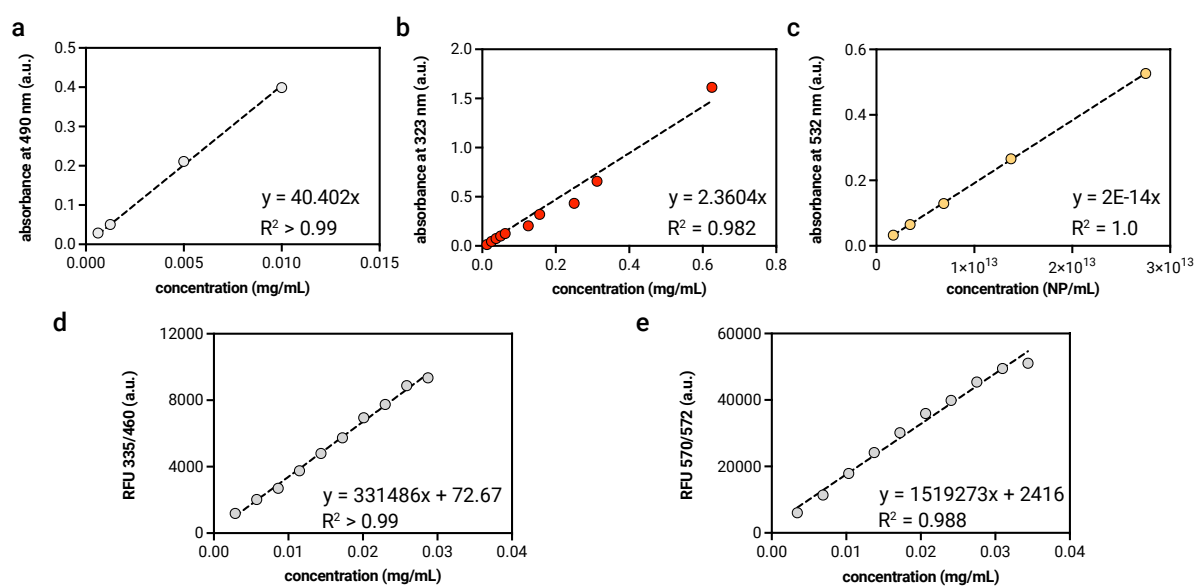 a
absorbance at 490 nm (a.u.)
0.5
0.4
0.3
0.2
0.1
0.0
y = 40.402x
R² > 0.99
0.000
0.005
0.010
0.015
concentration (mg/mL)
b
absorbance at 323 nm (a.u.)
2.0
1.5
1.0
0.5
0.0
y = 2.3604x
R² = 0.982
0.0
0.2
0.4
0.6
0.8
concentration (mg/mL)
c
absorbance at 532 nm (a.u.)
0.6
0.4
0.2
0.0
y = 2E-14x
R² = 1.0
0
1×10¹³
2×10¹³
3×10¹³
concentration (NP/mL)
d
RFU 335/460 (a.u.)
12000
8000
4000
0
y = 331486x + 72.67
R² > 0.99
0.00
0.01
0.02
0.03
0.04
concentration (mg/mL)
e
RFU 570/572 (a.u.)
60000
40000
20000
0
y = 1519273x + 2416
R² = 0.988
0.00
0.01
0.02
0.03
0.04
concentration (mg/mL)